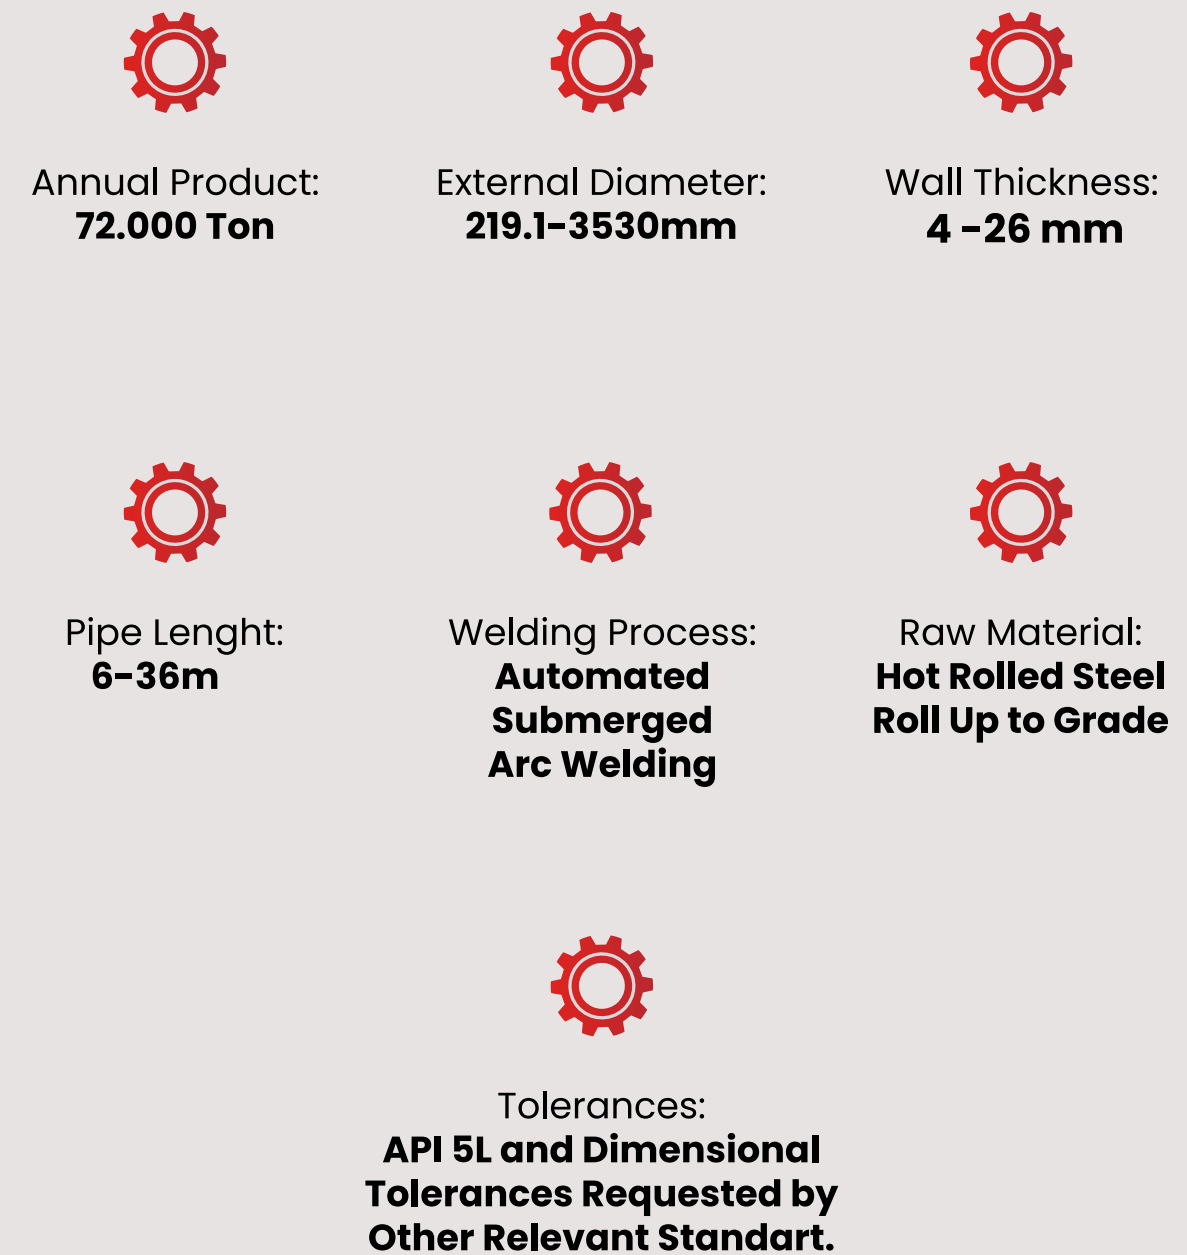 Annual Product:
72.000 Ton
External Diameter:
219.1-3530mm
Wall Thickness:
4 -26 mm
Pipe Lenght:
6-36m
Welding Process:
Automated
Submerged
Arc Welding
Raw Material:
Hot Rolled Steel
Roll Up to Grade
Tolerances:
API 5L and Dimensional
Tolerances Requested by
Other Relevant Standart.